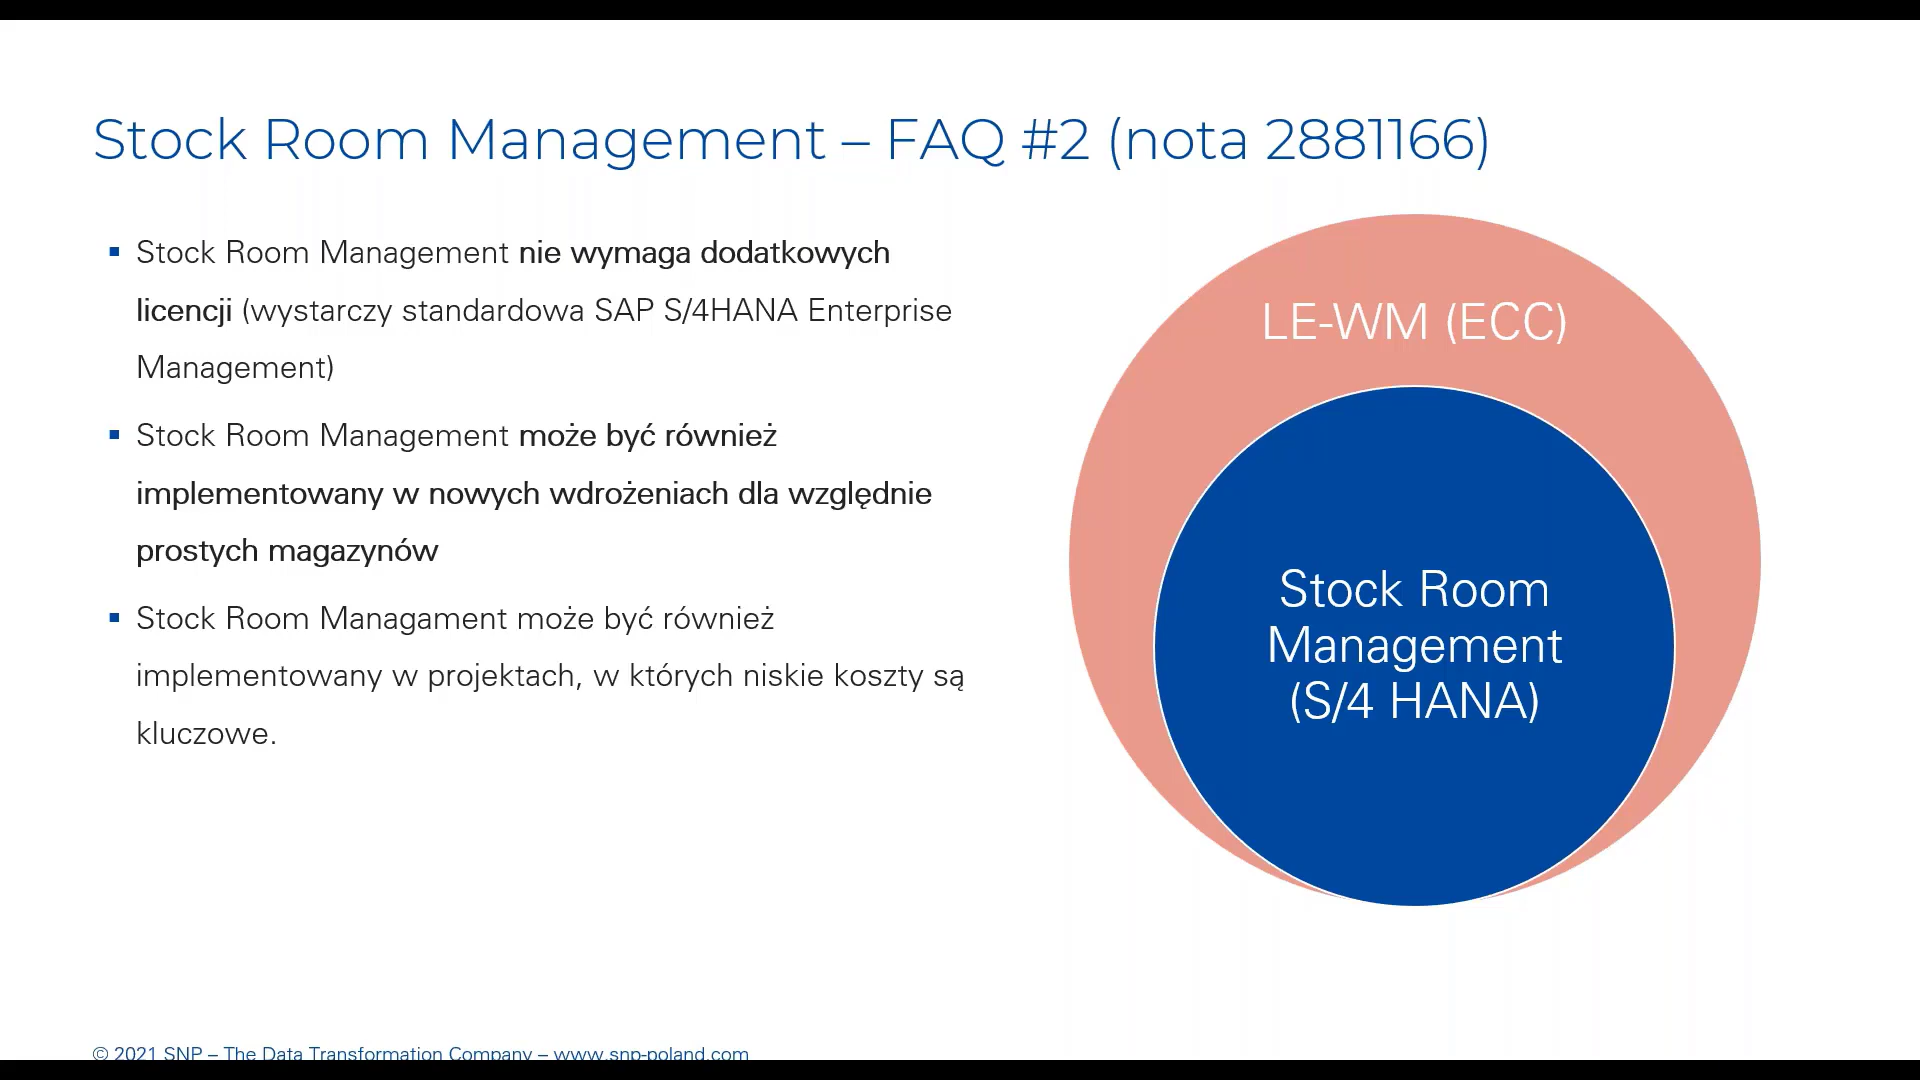 Stock Room Management – FAQ #2 (nota 2881166)
▪ Stock Room Management nie wymaga dodatkowych
licencji (wystarczy standardowa SAP S/4HANA Enterprise
Management)
▪ Stock Room Management może być również
implementowany w nowych wdrożeniach dla względnie
prostych magazynów
▪ Stock Room Managament może być również
implementowany w projektach, w których niskie koszty są
kluczowe.
LE-WM (ECC)
Stock Room
Management
(S/4 HANA)
© 2021 SNP – The Data Transformation Company – www.snp-poland.com